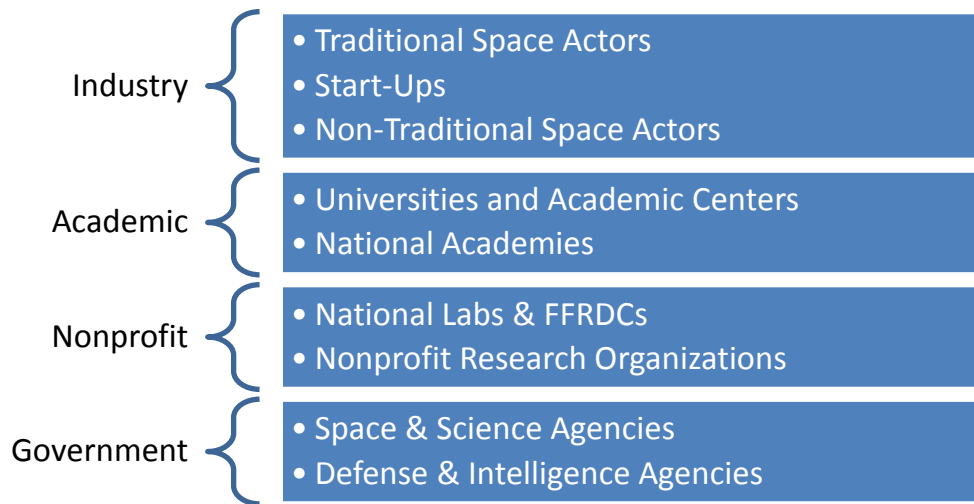 Industry
• Traditional Space Actors
• Start-Ups
• Non-Traditional Space Actors
Academic
• Universities and Academic Centers
• National Academies
Nonprofit
• National Labs & FFRDCs
• Nonprofit Research Organizations
Government
• Space & Science Agencies
• Defense & Intelligence Agencies